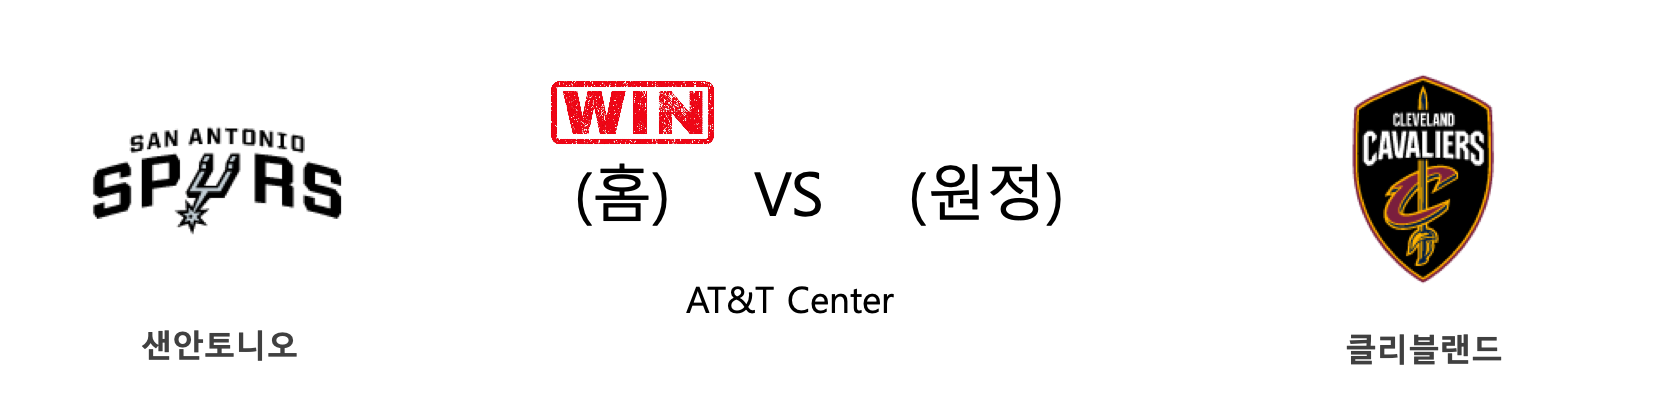 SAN ANTONIO
SPURS
WIN
(홈) VS (원정)
AT&T Center
샌안토니오
CLEVELAND
CAVALIERS
C
클리블랜드